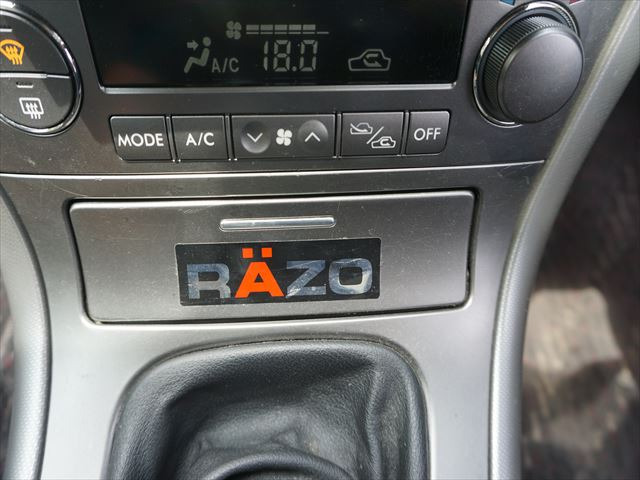 A/C 18.0
MODE A/C OFF
RÄZO